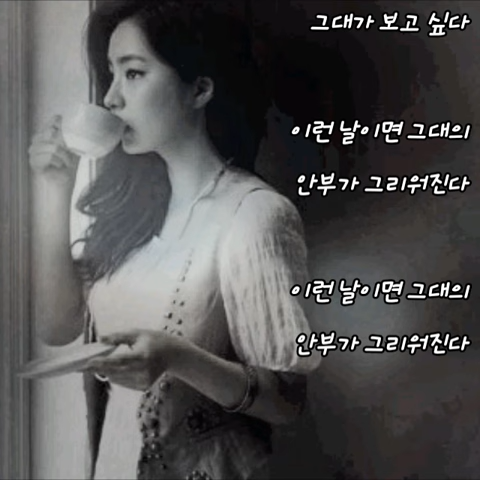 그대가 보고 싶다
이런 날이면 그대의
안부가 그리워진다
이런 날이면 그대의
안부가 그리워진다